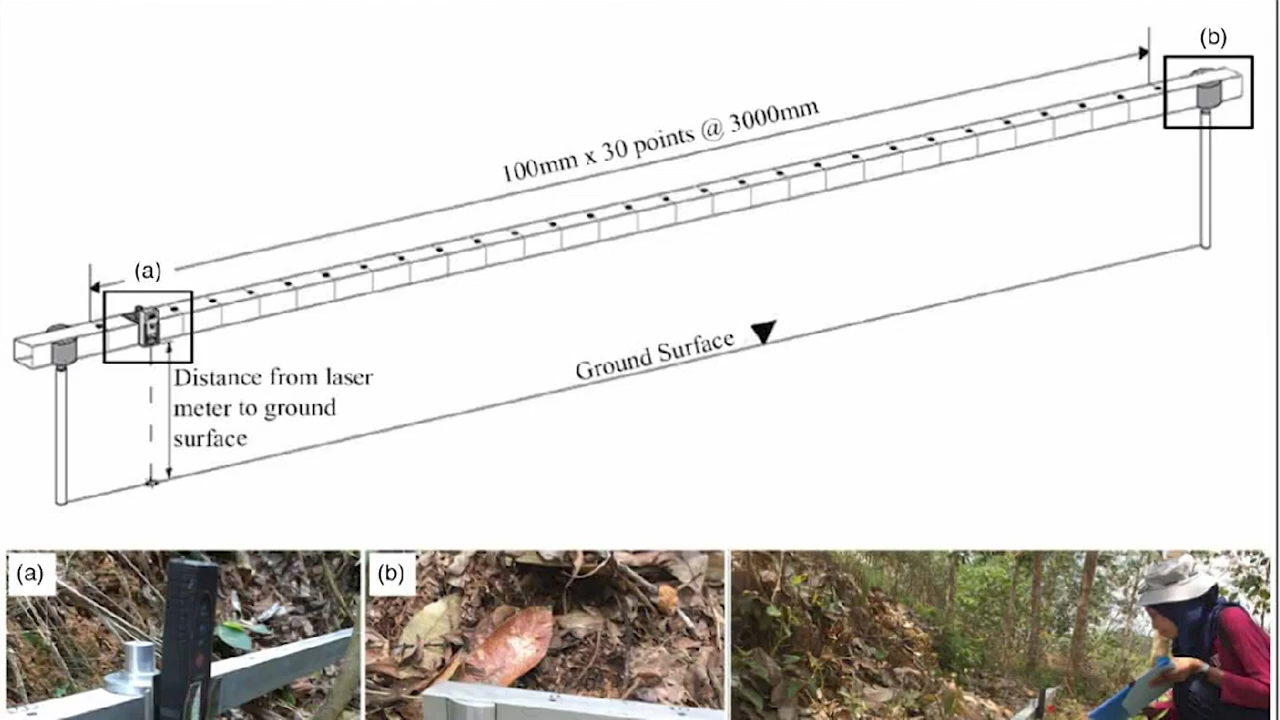 (b)
100mm x 30 points @ 3000mm
(a)
Ground Surface
Distance from laser
meter to ground
surface
(a)
(b)